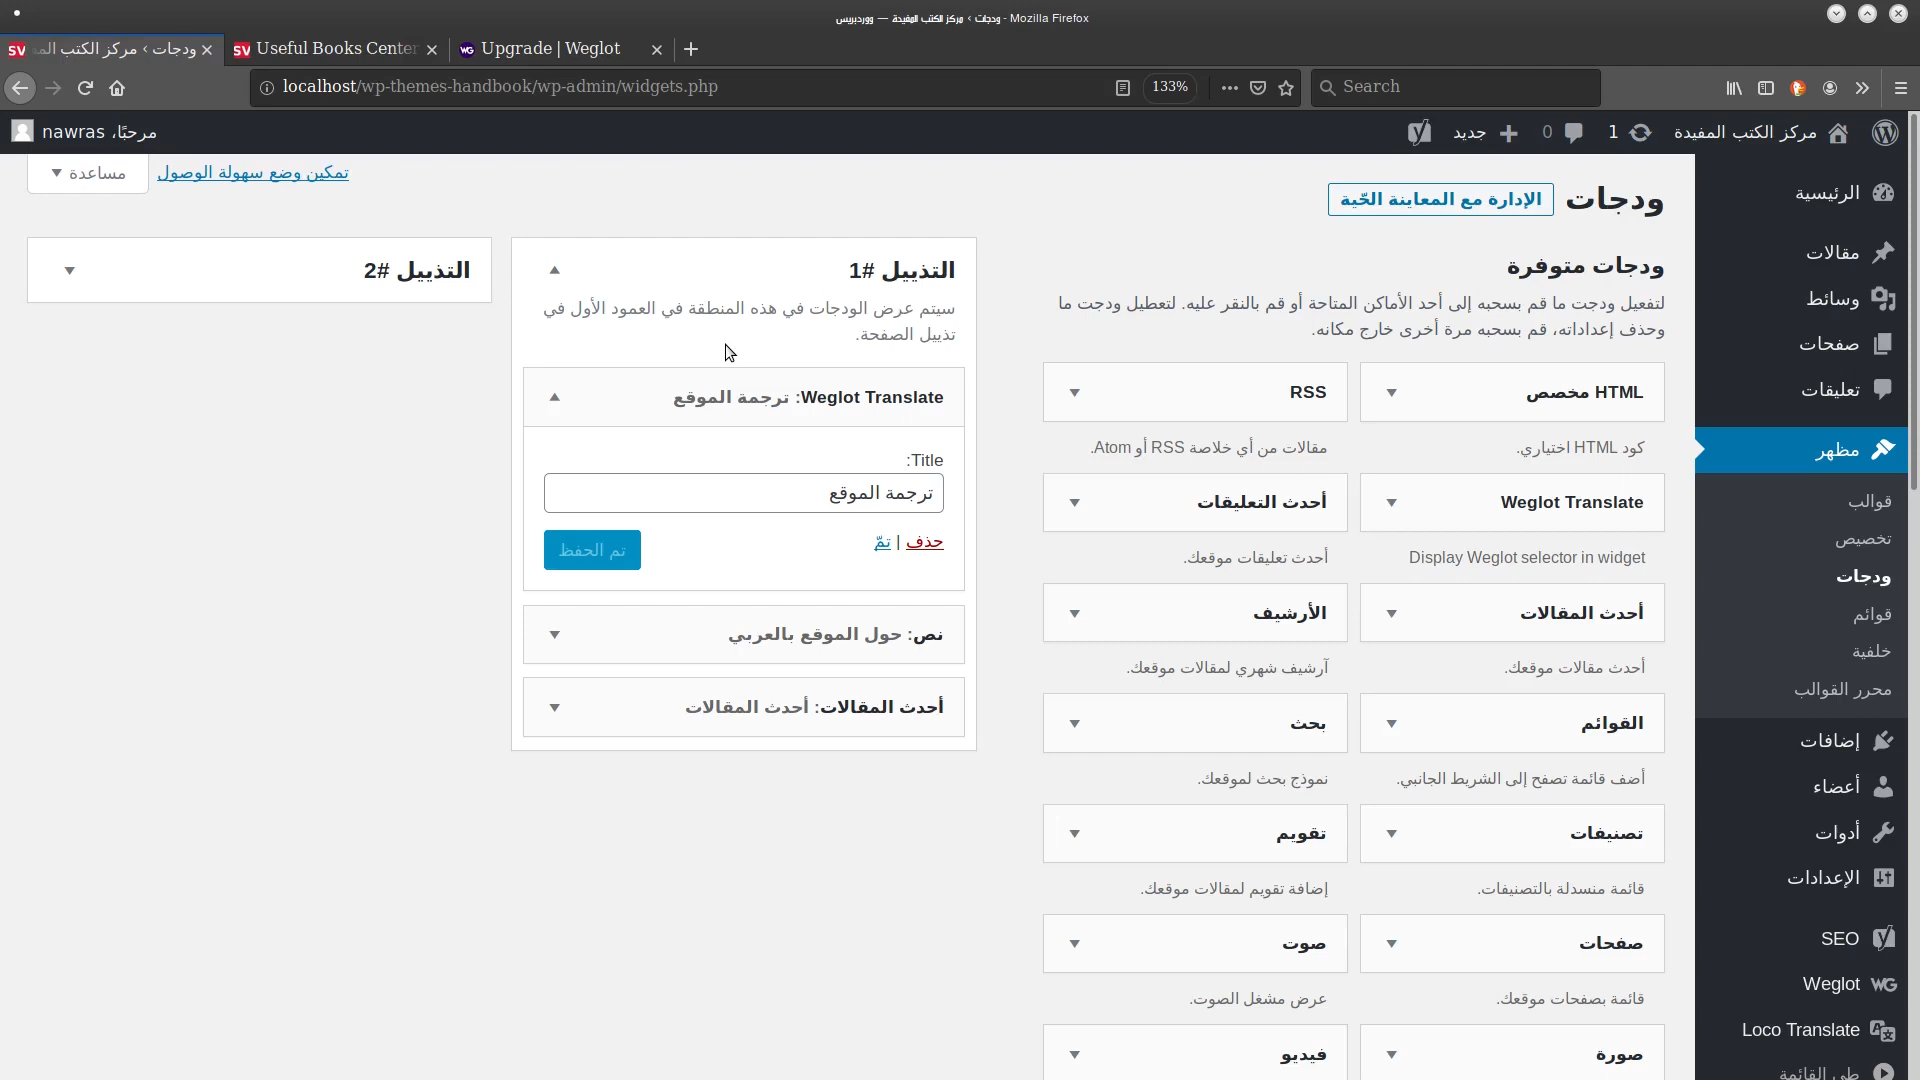 ودجات ‹ مركز الكتب المفيدة — ووردبريس - Mozilla Firefox
ودجات ‹ مركز الكتب المف
Useful Books Center
Upgrade | Weglot
localhost/wp-themes-handbook/wp-admin/widgets.php
133%
Search
مركز الكتب المفيدة
1
0
جديد
مرحبًا، nawras
الرئيسية
مقالات
وسائط
صفحات
تعليقات
مظهر
قوالب
تخصيص
ودجات
قوائم
خلفية
محرر القوالب
إضافات
أعضاء
أدوات
الإعدادات
SEO
Weglot
Loco Translate
طي القائمة
تمكين وضع سهولة الوصول
مساعدة
ودجات
الإدارة مع المعاينة الحّية
ودجات متوفرة
لتفعيل ودجت ما قم بسحبه إلى أحد الأماكن المتاحة أو قم بالنقر عليه. لتعطيل ودجت ما
وحذف إعداداته، قم بسحبه مرة أخرى خارج مكانه.
HTML مخصص
RSS
كود HTML اختياري.
مقالات من أي خلاصة RSS أو Atom.
Weglot Translate
أحدث التعليقات
Display Weglot selector in widget
أحدث تعليقات موقعك.
أحدث المقالات
الأرشيف
أحدث مقالات موقعك.
آرشيف شهري لمقالات موقعك.
القوائم
بحث
أضف قائمة تصفح إلى الشريط الجانبي.
نموذج بحث لموقعك.
تصنيفات
تقويم
قائمة منسدلة بالتصنيفات.
إضافة تقويم لمقالات موقعك.
صفحات
صوت
قائمة بصفحات موقعك.
عرض مشغل الصوت.
صورة
فيديو
التذييل #1
سيتم عرض الودجات في هذه المنطقة في العمود الأول في
تذييل الصفحة.
Weglot Translate: ترجمة الموقع
Title:
ترجمة الموقع
حذف | تمّ
تم الحفظ
نص: حول الموقع بالعربي
أحدث المقالات: أحدث المقالات
التذييل #2